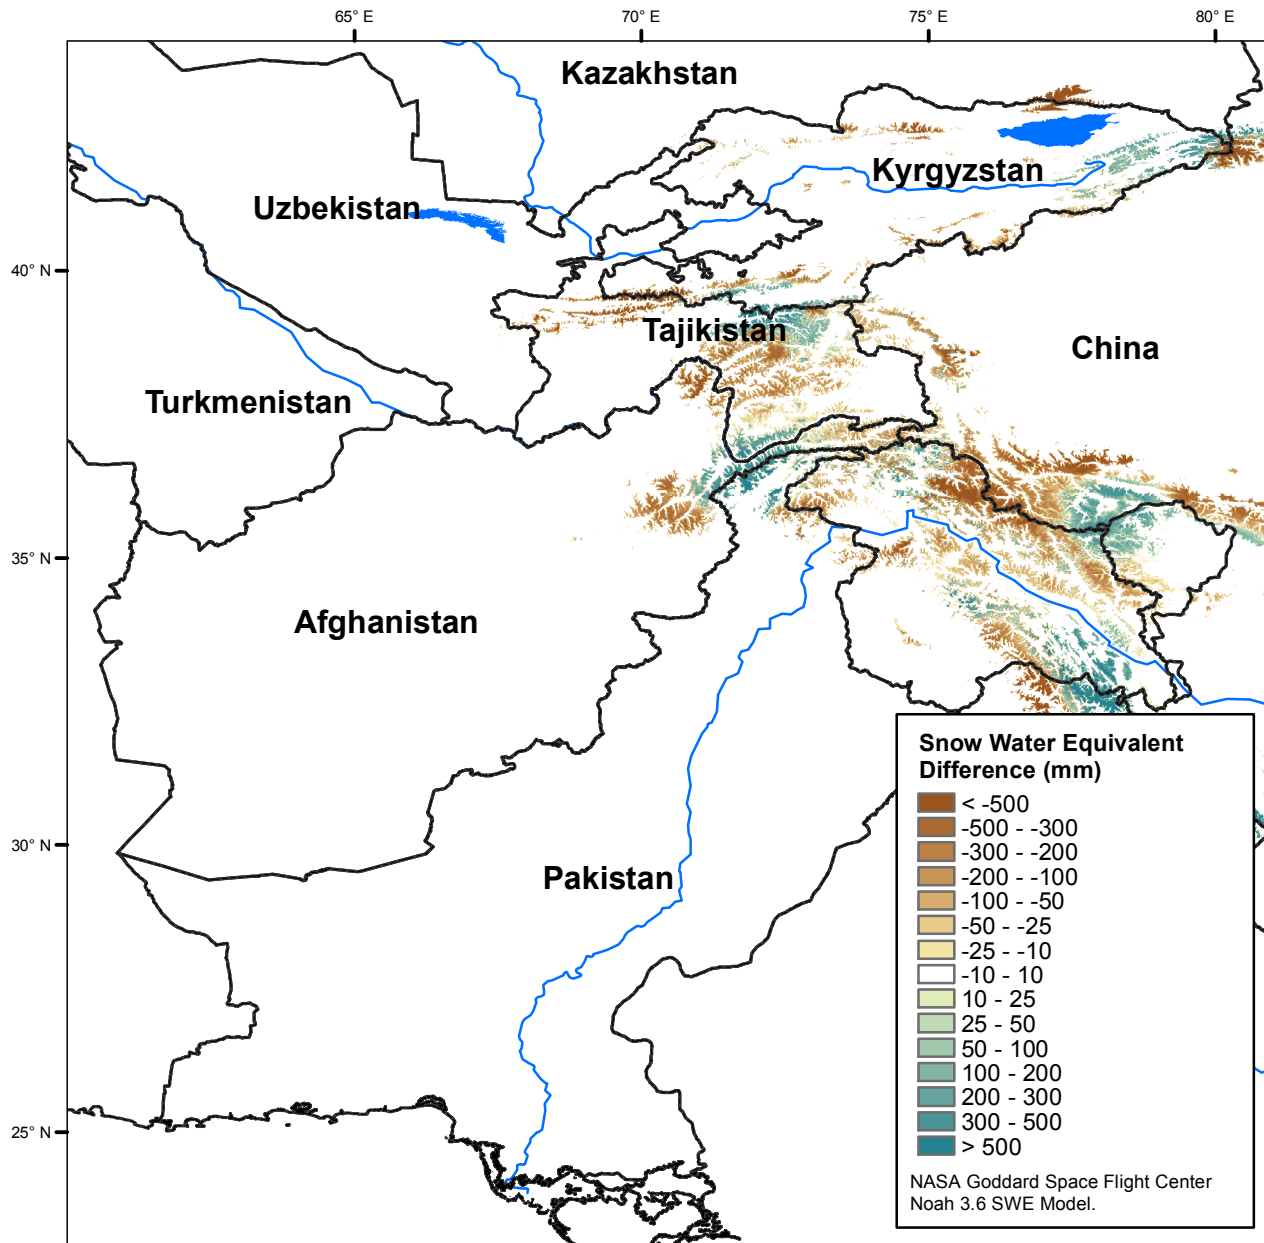 65° E
70° E
75° E
80° E
Kazakhstan
Kyrgyzstan
Uzbekistan
40° N
Tajikistan
China
Turkmenistan
35° N
Afghanistan
Snow Water Equivalent
Difference (mm)
< -500
-500 - -300
-300 - -200
-200 - -100
-100 - -50
-50 - -25
-25 - -10
-10 - 10
10 - 25
25 - 50
50 - 100
100 - 200
200 - 300
300 - 500
> 500
30° N
Pakistan
25° N
NASA Goddard Space Flight Center
Noah 3.6 SWE Model.